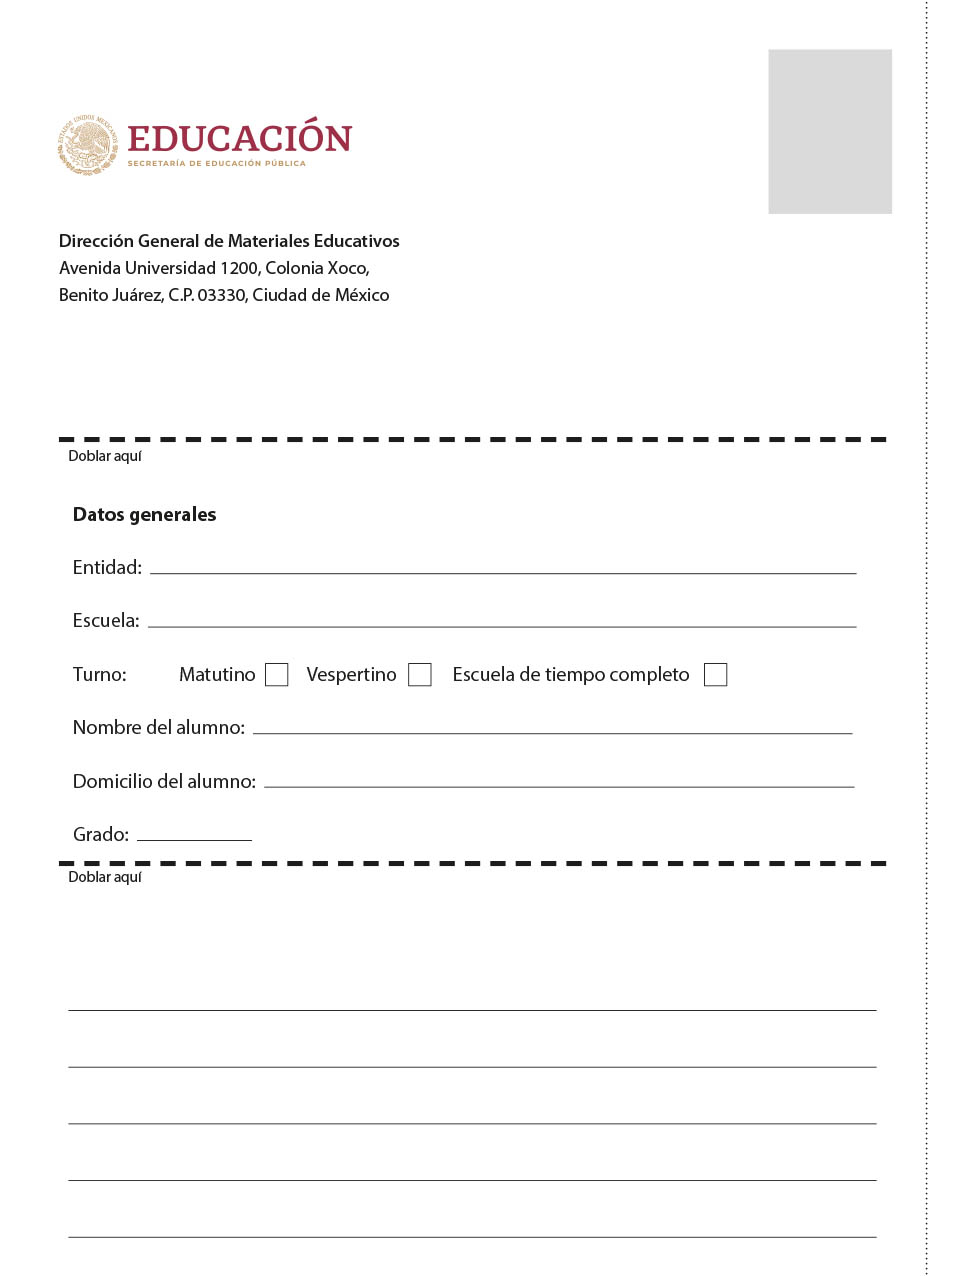 ESTADOS UNIDOS MEXICANOS
EDUCACIÓN
SECRETARÍA DE EDUCACIÓN PÚBLICA
Dirección General de Materiales Educativos
Avenida Universidad 1200, Colonia Xoco,
Benito Juárez, C.P. 03330, Ciudad de México
Doblar aquí
Datos generales
Entidad:
Escuela:
Turno: Matutino Vespertino Escuela de tiempo completo
Nombre del alumno:
Domicilio del alumno:
Grado:
Doblar aquí